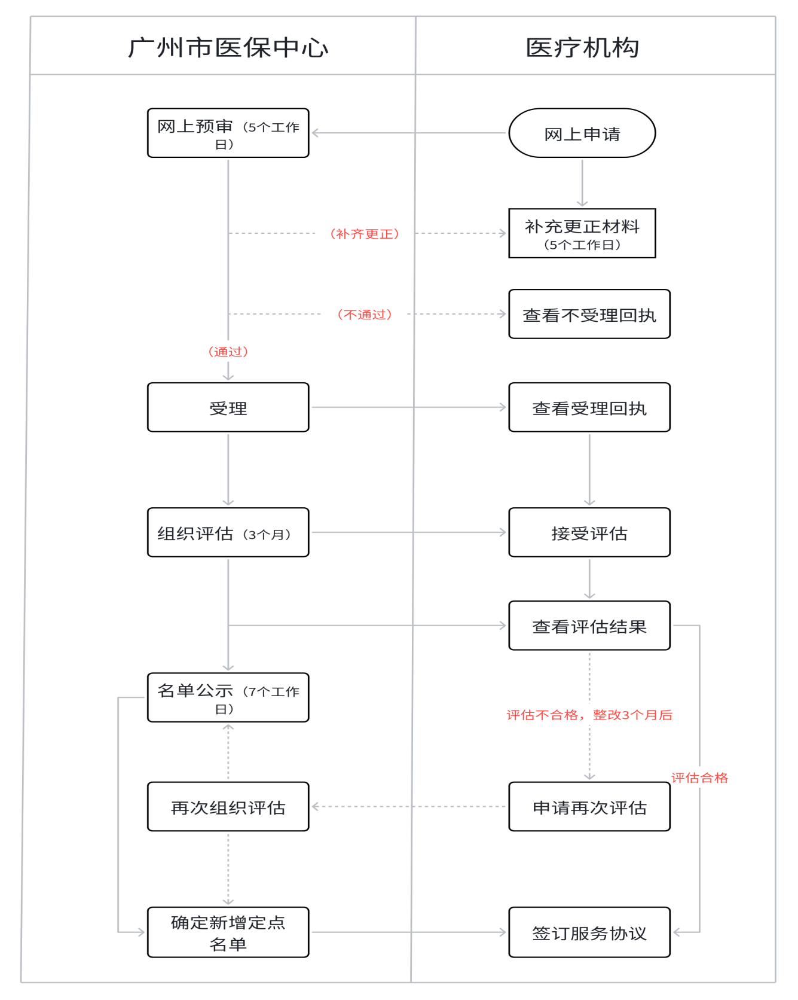 广州市医保中心
医疗机构
网上预审（5个工作
日）
网上申请
（补齐更正）
补充更正材料
（5个工作日）
（不通过）
查看不受理回执
（通过）
受理
查看受理回执
组织评估（3个月）
接受评估
查看评估结果
名单公示（7个工作
日）
评估不合格，整改3个月后
评估合格
再次组织评估
申请再次评估
确定新增定点
名单
签订服务协议